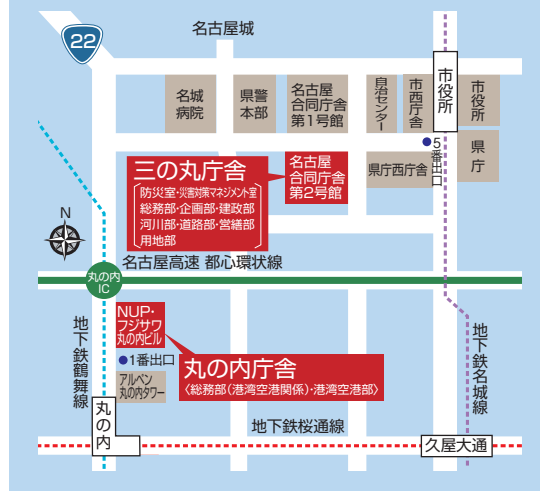 名古屋城
22
名城
病院
県警
本部
名古屋
合同庁舎
第1号館
自治センター
市西庁舎
市役所
市役所
5番出口
県庁
県庁西庁舎
三の丸庁舎
防災室・災害対策マネジメント室
総務部・企画部・建政部
河川部・道路部・営繕部
用地部
名古屋
合同庁舎
第2号館
N
名古屋高速 都心環状線
丸の内
IC
NUP・
フジサワ
丸の内ビル
1番出口
アルペン
丸の内タワー
丸の内庁舎
〈総務部(港湾空港関係)・港湾空港部〉
地下鉄鶴舞線
地下鉄名城線
丸の内
地下鉄桜通線
久屋大通